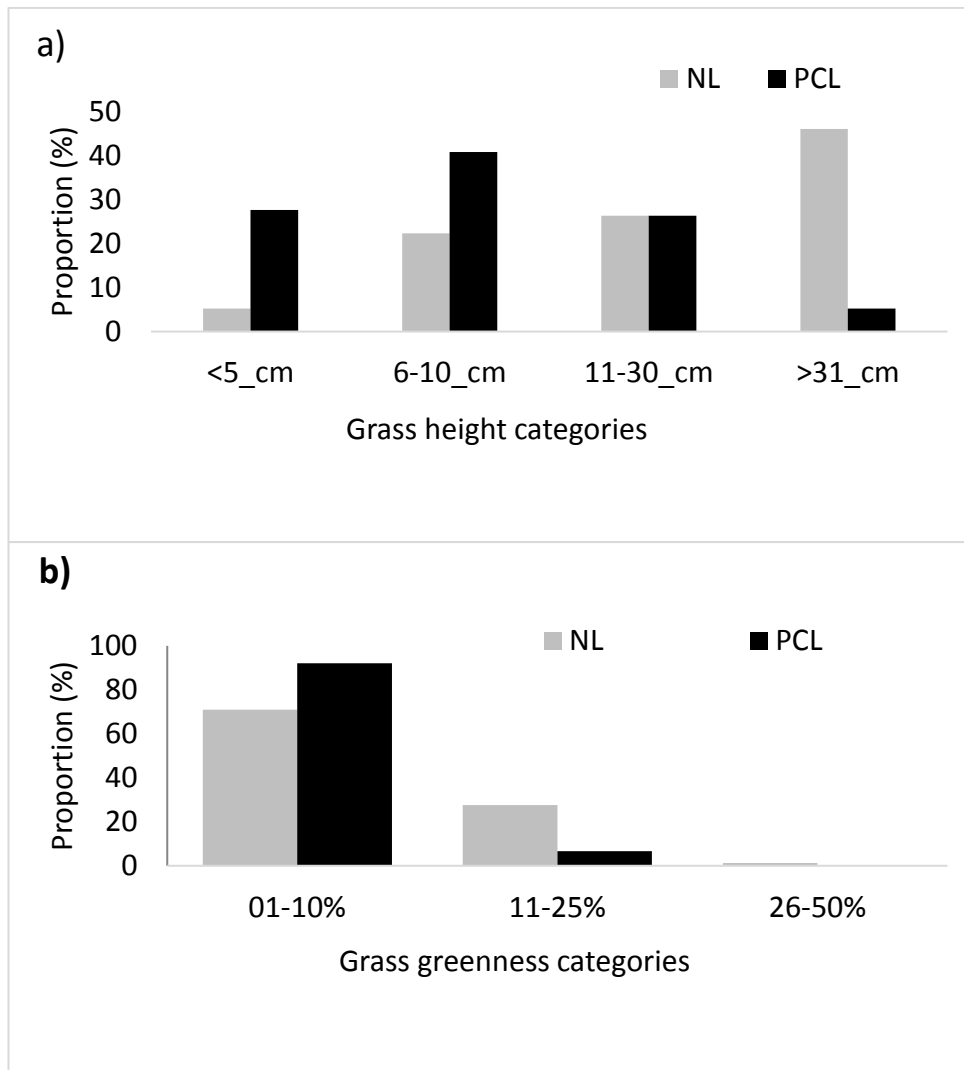 a)
NL PCL
Proportion (%)
50
40
30
20
10
0
<5_cm 6-10_cm 11-30_cm >31_cm
Grass height categories
b)
NL PCL
Proportion (%)
100
80
60
40
20
0
01-10% 11-25% 26-50%
Grass greenness categories